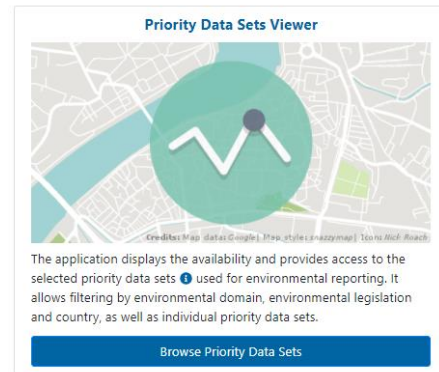 Priority Data Sets Viewer
Credits: Map data: Google| Map style: snazzymap| Icons Nick Roach
The application displays the availability and provides access to the
selected priority data sets used for environmental reporting. It
allows filtering by environmental domain, environmental legislation
and country, as well as individual priority data sets.
Browse Priority Data Sets